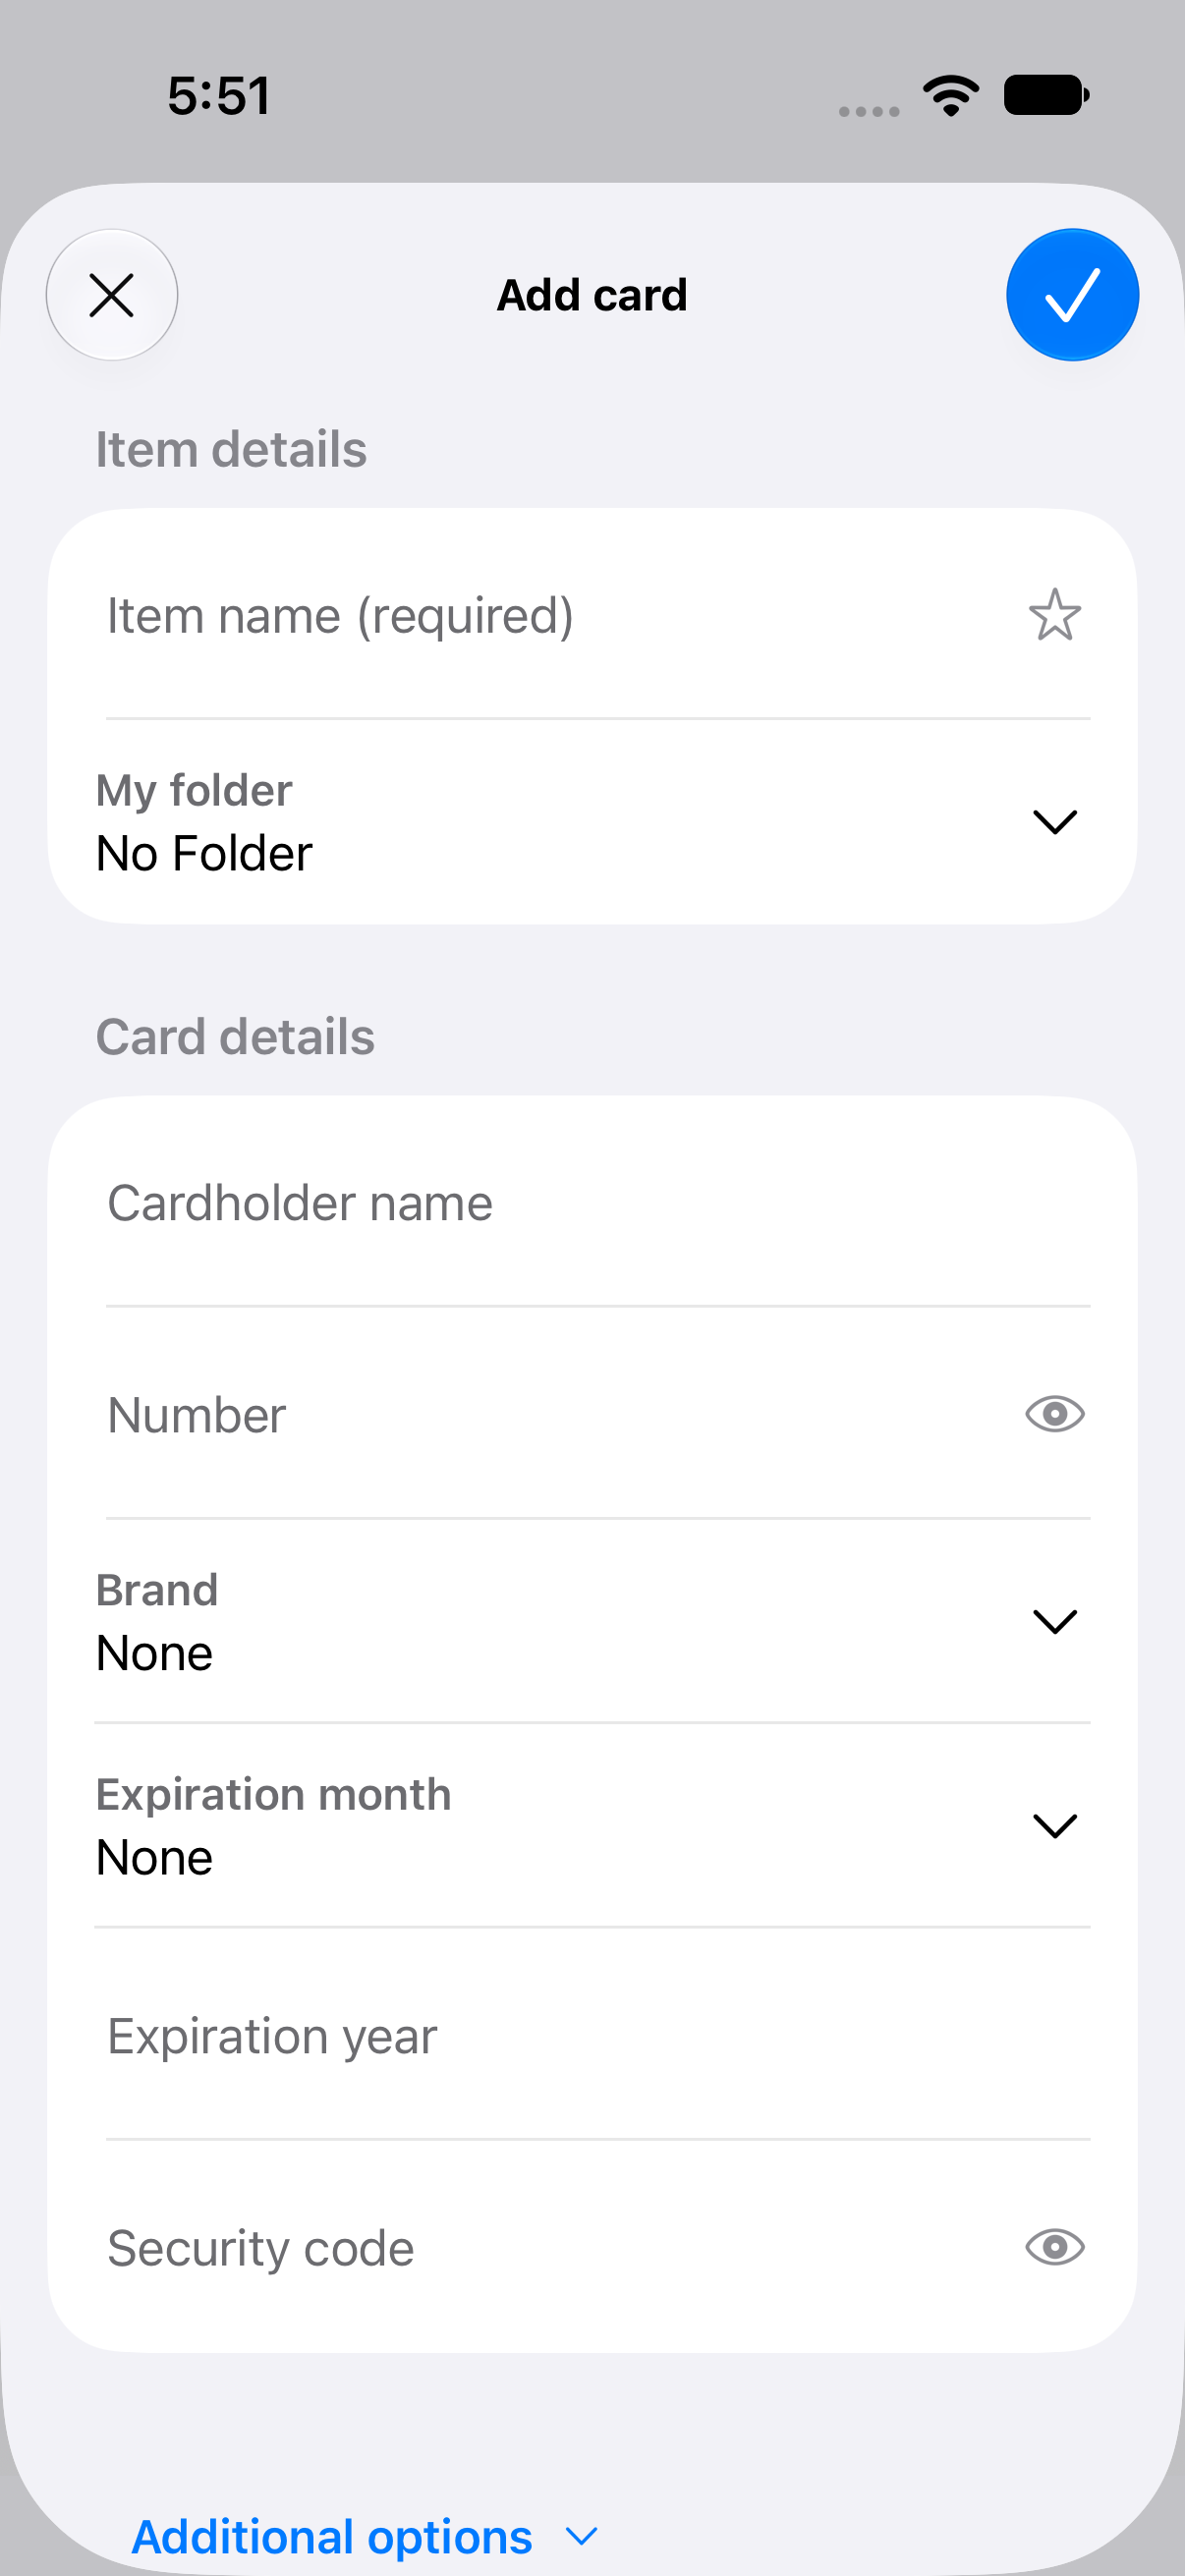 5:51
Add card
Item details
Item name (required)
My folder
No Folder
Card details
Cardholder name
Number
Brand
None
Expiration month
None
Expiration year
Security code
Additional options